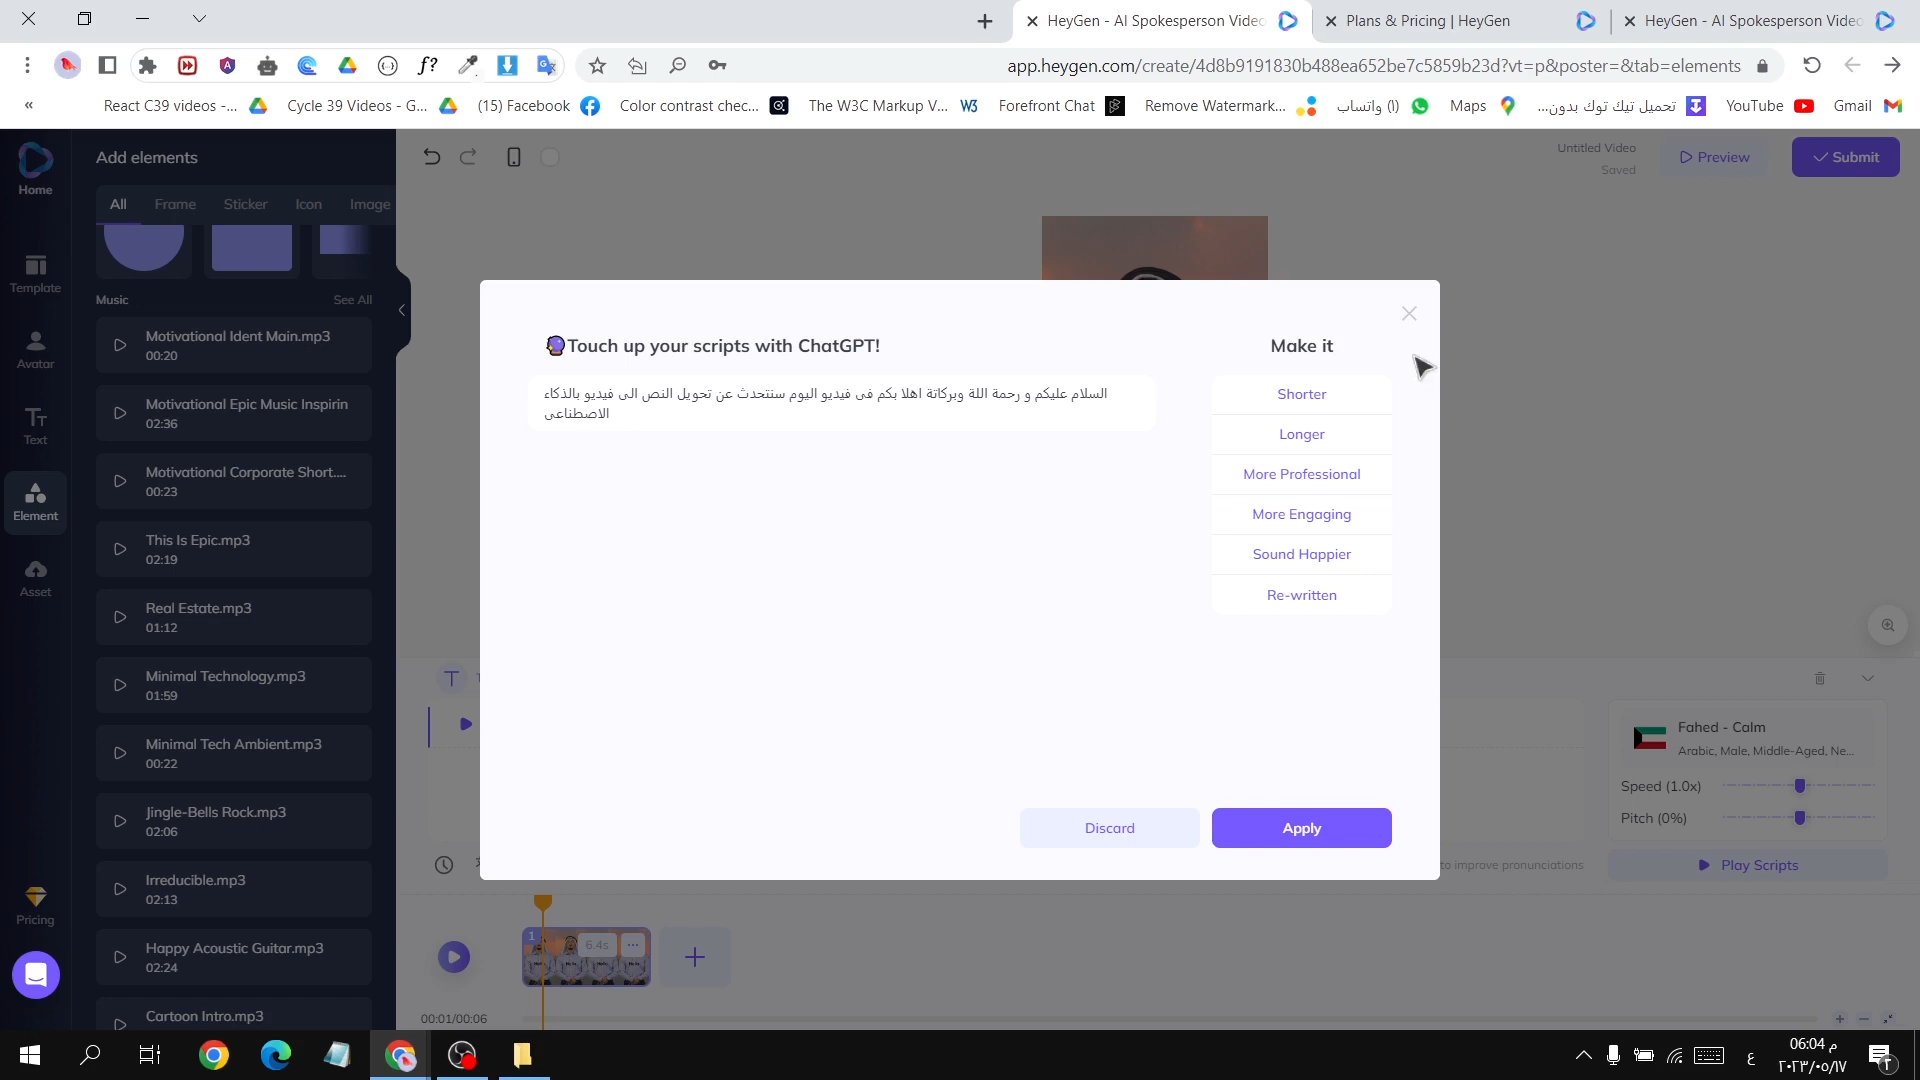 HeyGen - AI Spokesperson Video
Plans & Pricing | HeyGen
HeyGen - AI Spokesperson Video
app.heygen.com/create/4d8b9191830b488ea652be7c5859b23d?vt=p&poster=&tab=elements
React C39 videos -...
Cycle 39 Videos - G...
(15) Facebook
Color contrast chec...
The W3C Markup V...
Forefront Chat
Remove Watermark...
(١) واتساب
Maps
تحميل تيك توك بدون...
YouTube
Gmail
Home
Template
Avatar
Text
Element
Asset
Pricing
Add elements
All
Frame
Sticker
Icon
Image
Music
See All
Motivational Ident Main.mp3
00:20
Motivational Epic Music Inspirin
02:36
Motivational Corporate Short....
00:23
This Is Epic.mp3
02:19
Real Estate.mp3
01:12
Minimal Technology.mp3
01:59
Minimal Tech Ambient.mp3
00:22
Jingle-Bells Rock.mp3
02:06
Irreducible.mp3
02:13
Happy Acoustic Guitar.mp3
02:24
Cartoon Intro.mp3
Untitled Video
Saved
Preview
Submit
Touch up your scripts with ChatGPT!
السلام عليكم و رحمة اللة وبركاتة اهلا بكم فى فيديو اليوم سنتحدث عن تحويل النص الى فيديو بالذكاء
الاصطناعى
Make it
Shorter
Longer
More Professional
More Engaging
Sound Happier
Re-written
Discard
Apply
Fahed - Calm
Arabic, Male, Middle-Aged, Ne...
Speed (1.0x)
Pitch (0%)
to improve pronunciations
Play Scripts
1
6.4s
00:01/00:06
ع
06:04 م
٢٠٢٣/٠٥/١٧
٢